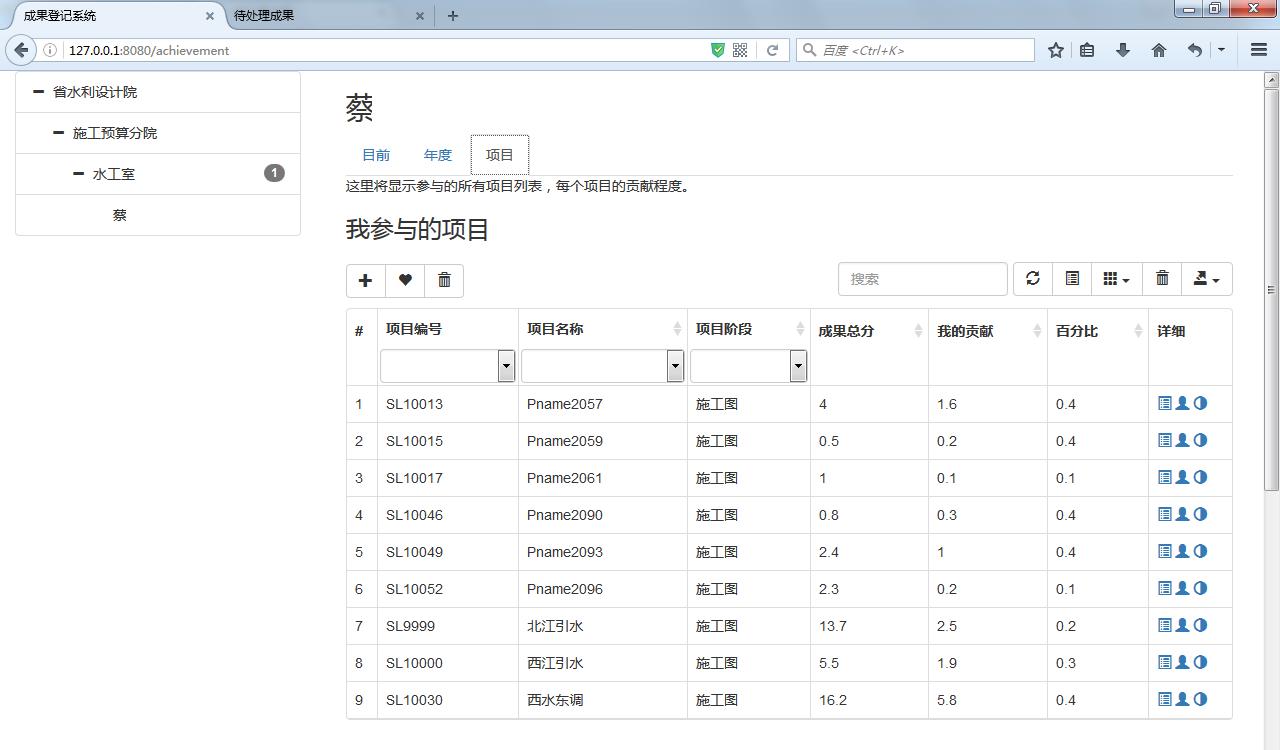 成果登记系统 待处理成果
127.0.0.1:8080/achievement 百度 <Ctrl+K>
省水利设计院
施工预算分院
水工室 1
蔡
蔡
目前 年度 项目
这里将显示参与的所有项目列表，每个项目的贡献程度。
我参与的项目
搜索
# 项目编号 项目名称 项目阶段 成果总分 我的贡献 百分比 详细
1 SL10013 Pname2057 施工图 4 1.6 0.4
2 SL10015 Pname2059 施工图 0.5 0.2 0.4
3 SL10017 Pname2061 施工图 1 0.1 0.1
4 SL10046 Pname2090 施工图 0.8 0.3 0.4
5 SL10049 Pname2093 施工图 2.4 1 0.4
6 SL10052 Pname2096 施工图 2.3 0.2 0.1
7 SL9999 北江引水 施工图 13.7 2.5 0.2
8 SL10000 西江引水 施工图 5.5 1.9 0.3
9 SL10030 西水东调 施工图 16.2 5.8 0.4